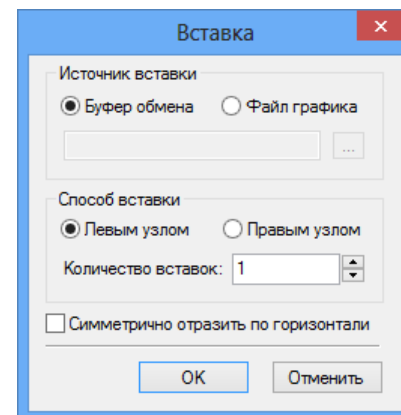 Вставка
Источник вставки
Буфер обмена Файл графика
...
Способ вставки
Левым узлом Правым узлом
Количество вставок: 1
Симметрично отразить по горизонтали
OK Отменить